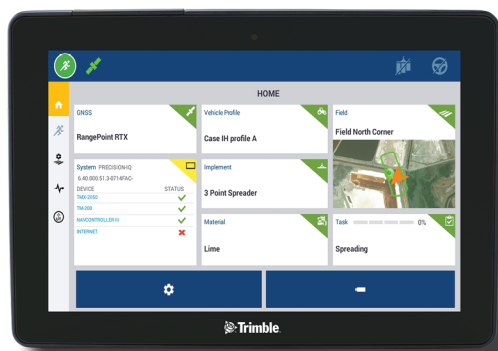 HOME
GNSS
RangePoint RTX
Vehicle Profile
Case IH profile A
Field
Field North Corner
System PRECISION-IQ
6.40.000.51.3-0714FAC-
DEVICE STATUS
TMX-2050
TM-200
NAVCONTROLLER III
INTERNET
Implement
3 Point Spreader
Material
Lime
Task 0%
Spreading
Trimble